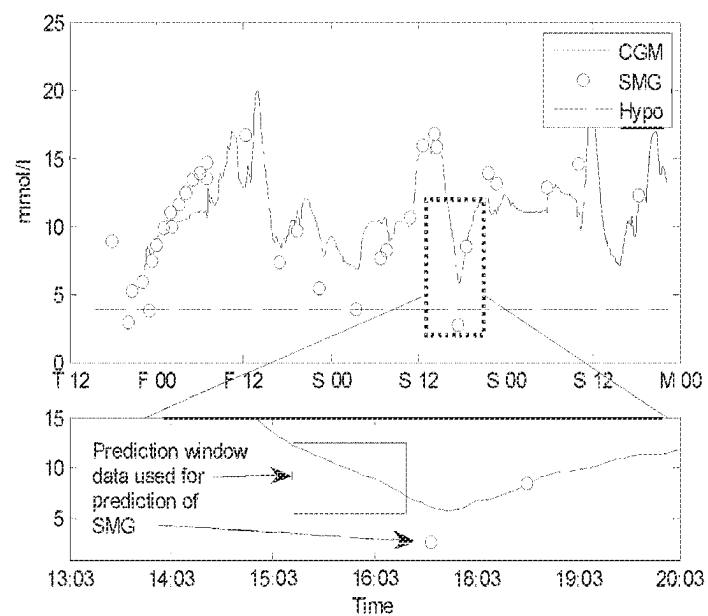 25
20
15
10
5
0
mmol/l
CGM
SMG
Hypo
T 12 F 00 F 12 S 00 S 12 S 00 S 12 M 00
15
10
5
Prediction window
data used for
prediction of
SMG
13:03 14:03 15:03 16:03 18:03 19:03 20:03
Time